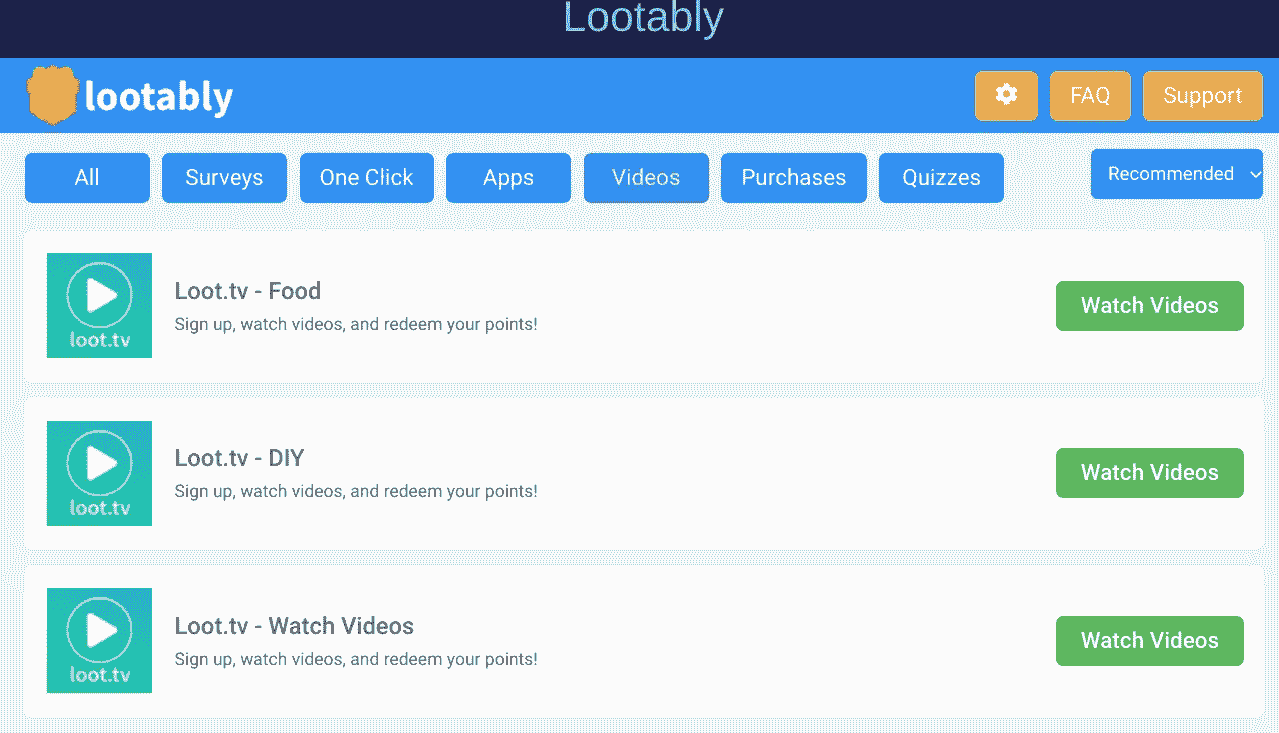 Lootably
lootably
FAQ
Support
All
Surveys
One Click
Apps
Videos
Purchases
Quizzes
Recommended
loot.tv
Loot.tv - Food
Sign up, watch videos, and redeem your points!
Watch Videos
loot.tv
Loot.tv - DIY
Sign up, watch videos, and redeem your points!
Watch Videos
loot.tv
Loot.tv - Watch Videos
Sign up, watch videos, and redeem your points!
Watch Videos